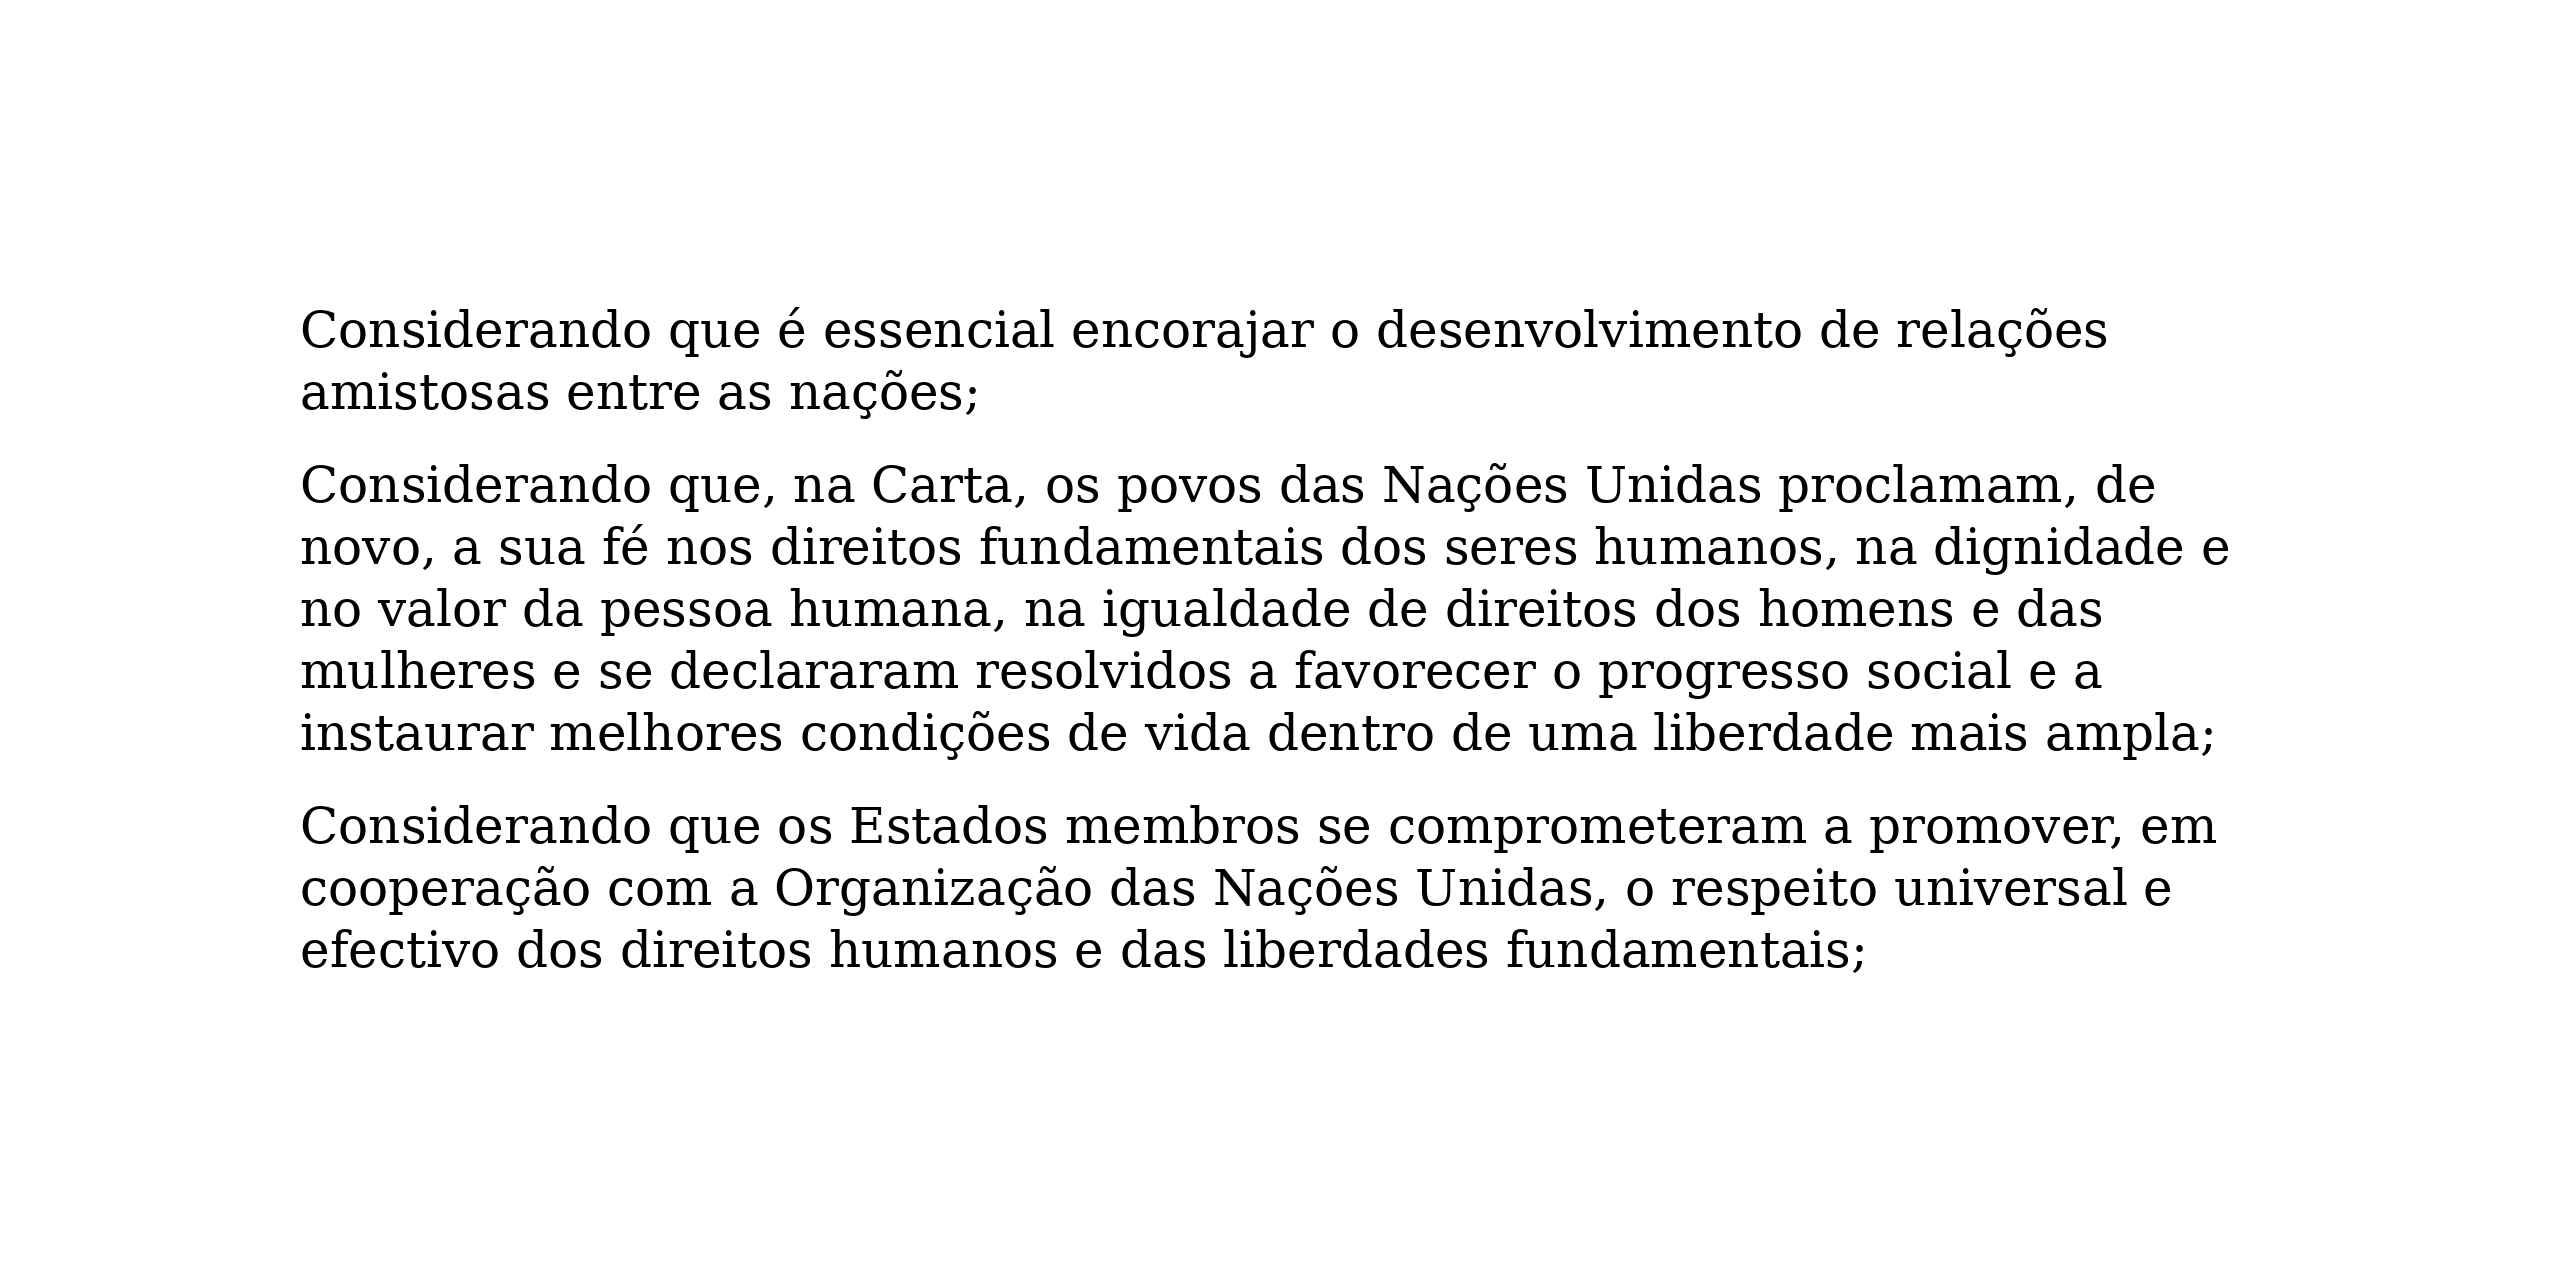 Considerando que é essencial encorajar o desenvolvimento de relações
amistosas entre as nações;
Considerando que, na Carta, os povos das Nações Unidas proclamam, de
novo, a sua fé nos direitos fundamentais dos seres humanos, na dignidade e
no valor da pessoa humana, na igualdade de direitos dos homens e das
mulheres e se declararam resolvidos a favorecer o progresso social e a
instaurar melhores condições de vida dentro de uma liberdade mais ampla;
Considerando que os Estados membros se comprometeram a promover, em
cooperação com a Organização das Nações Unidas, o respeito universal e
efectivo dos direitos humanos e das liberdades fundamentais;